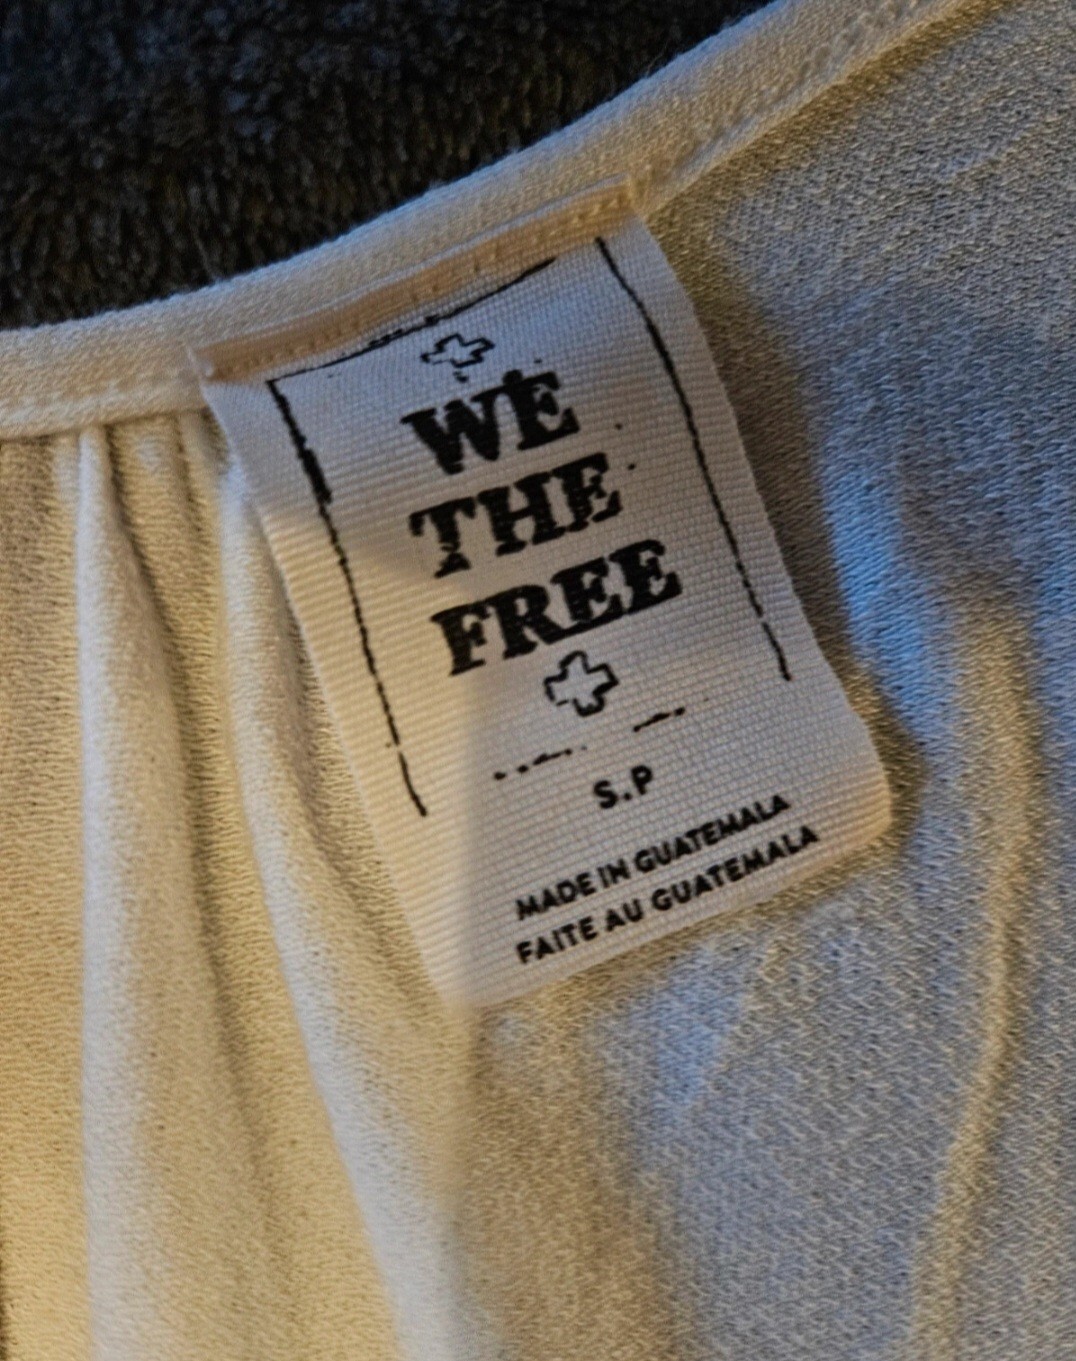 WE
THE
FREE
S.P
MADE IN GUATEMALA
FAITE AU GUATEMALA